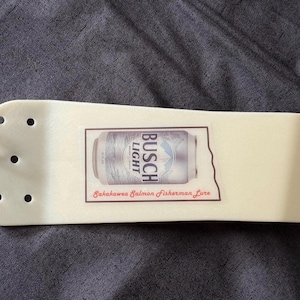 BUSCH
LIGHT
Sakakawea Salmon Fisherman Lure